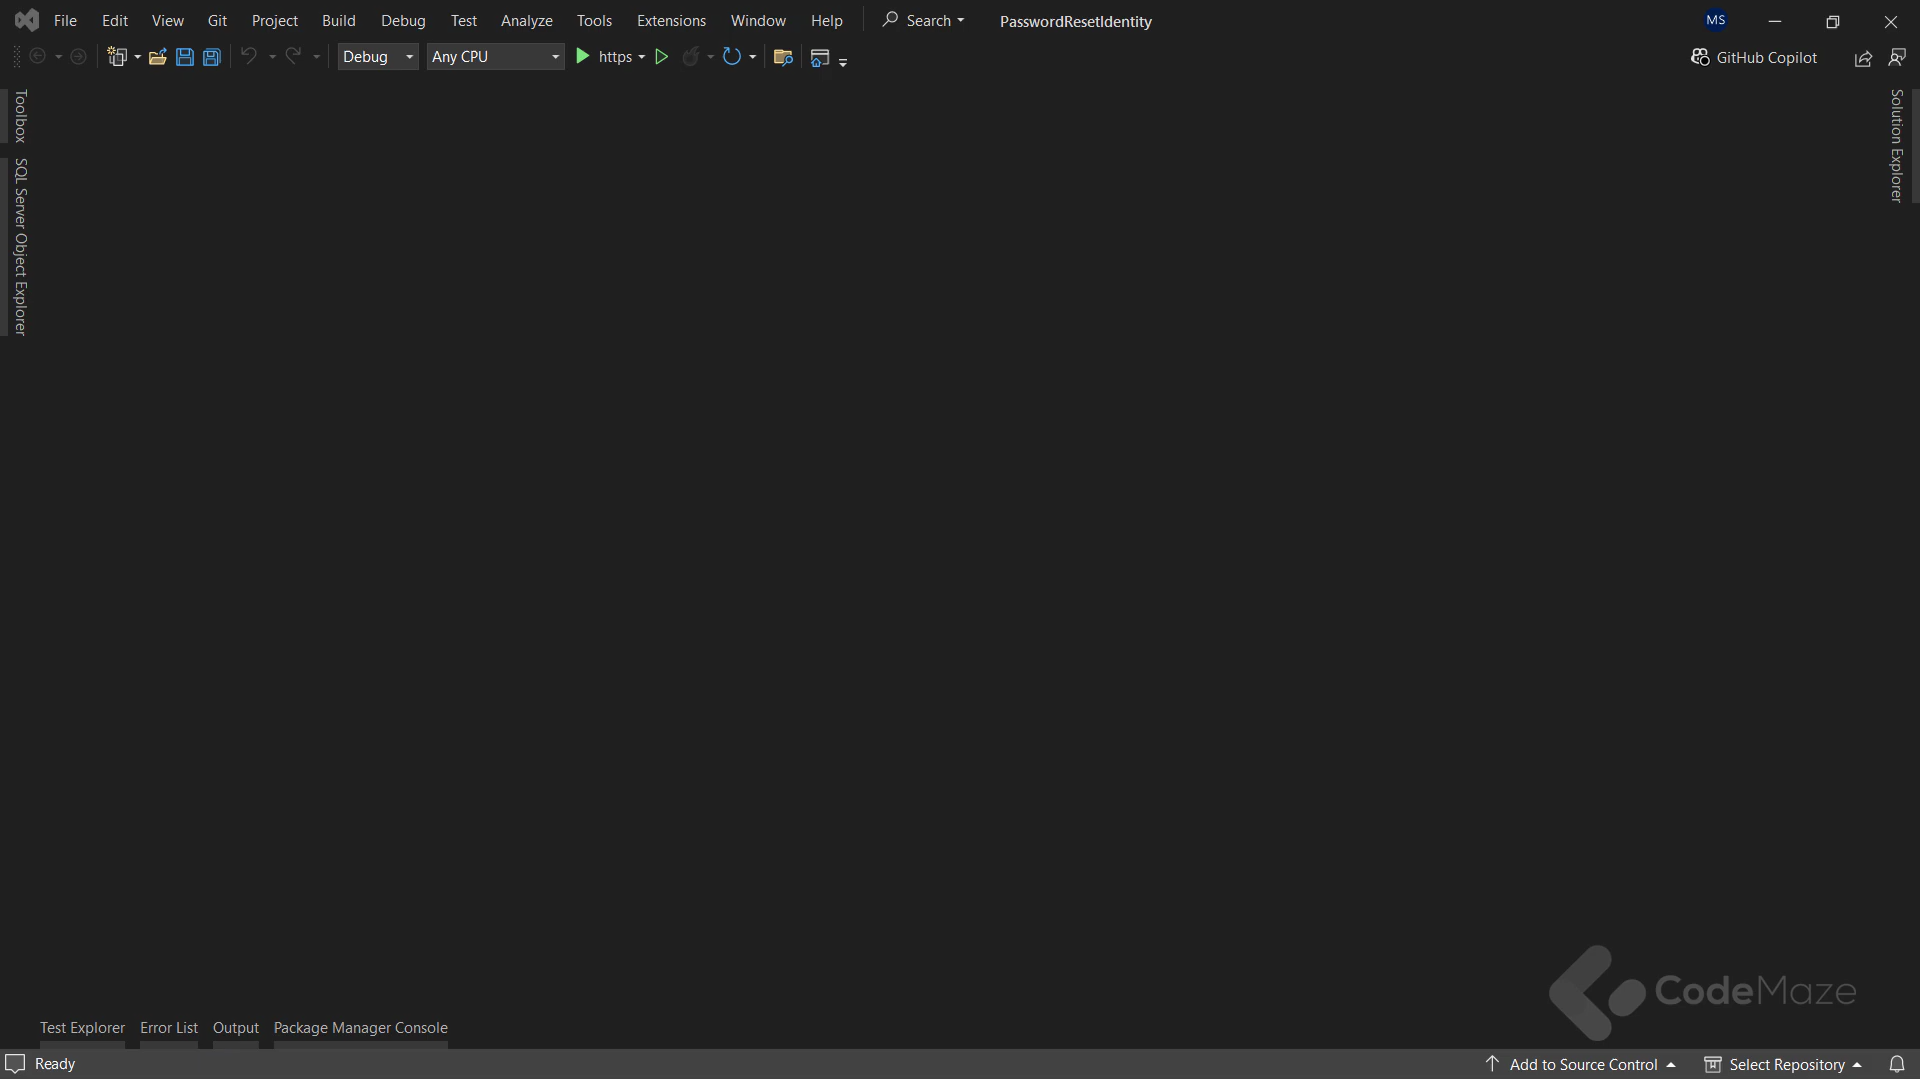 File Edit View Git Project Build Debug Test Analyze Tools Extensions Window Help Search PasswordResetIdentity MS
Debug Any CPU https GitHub Copilot
Toolbox
SQL Server Object Explorer
Solution Explorer
CodeMaze
Test Explorer Error List Output Package Manager Console
Ready Add to Source Control Select Repository